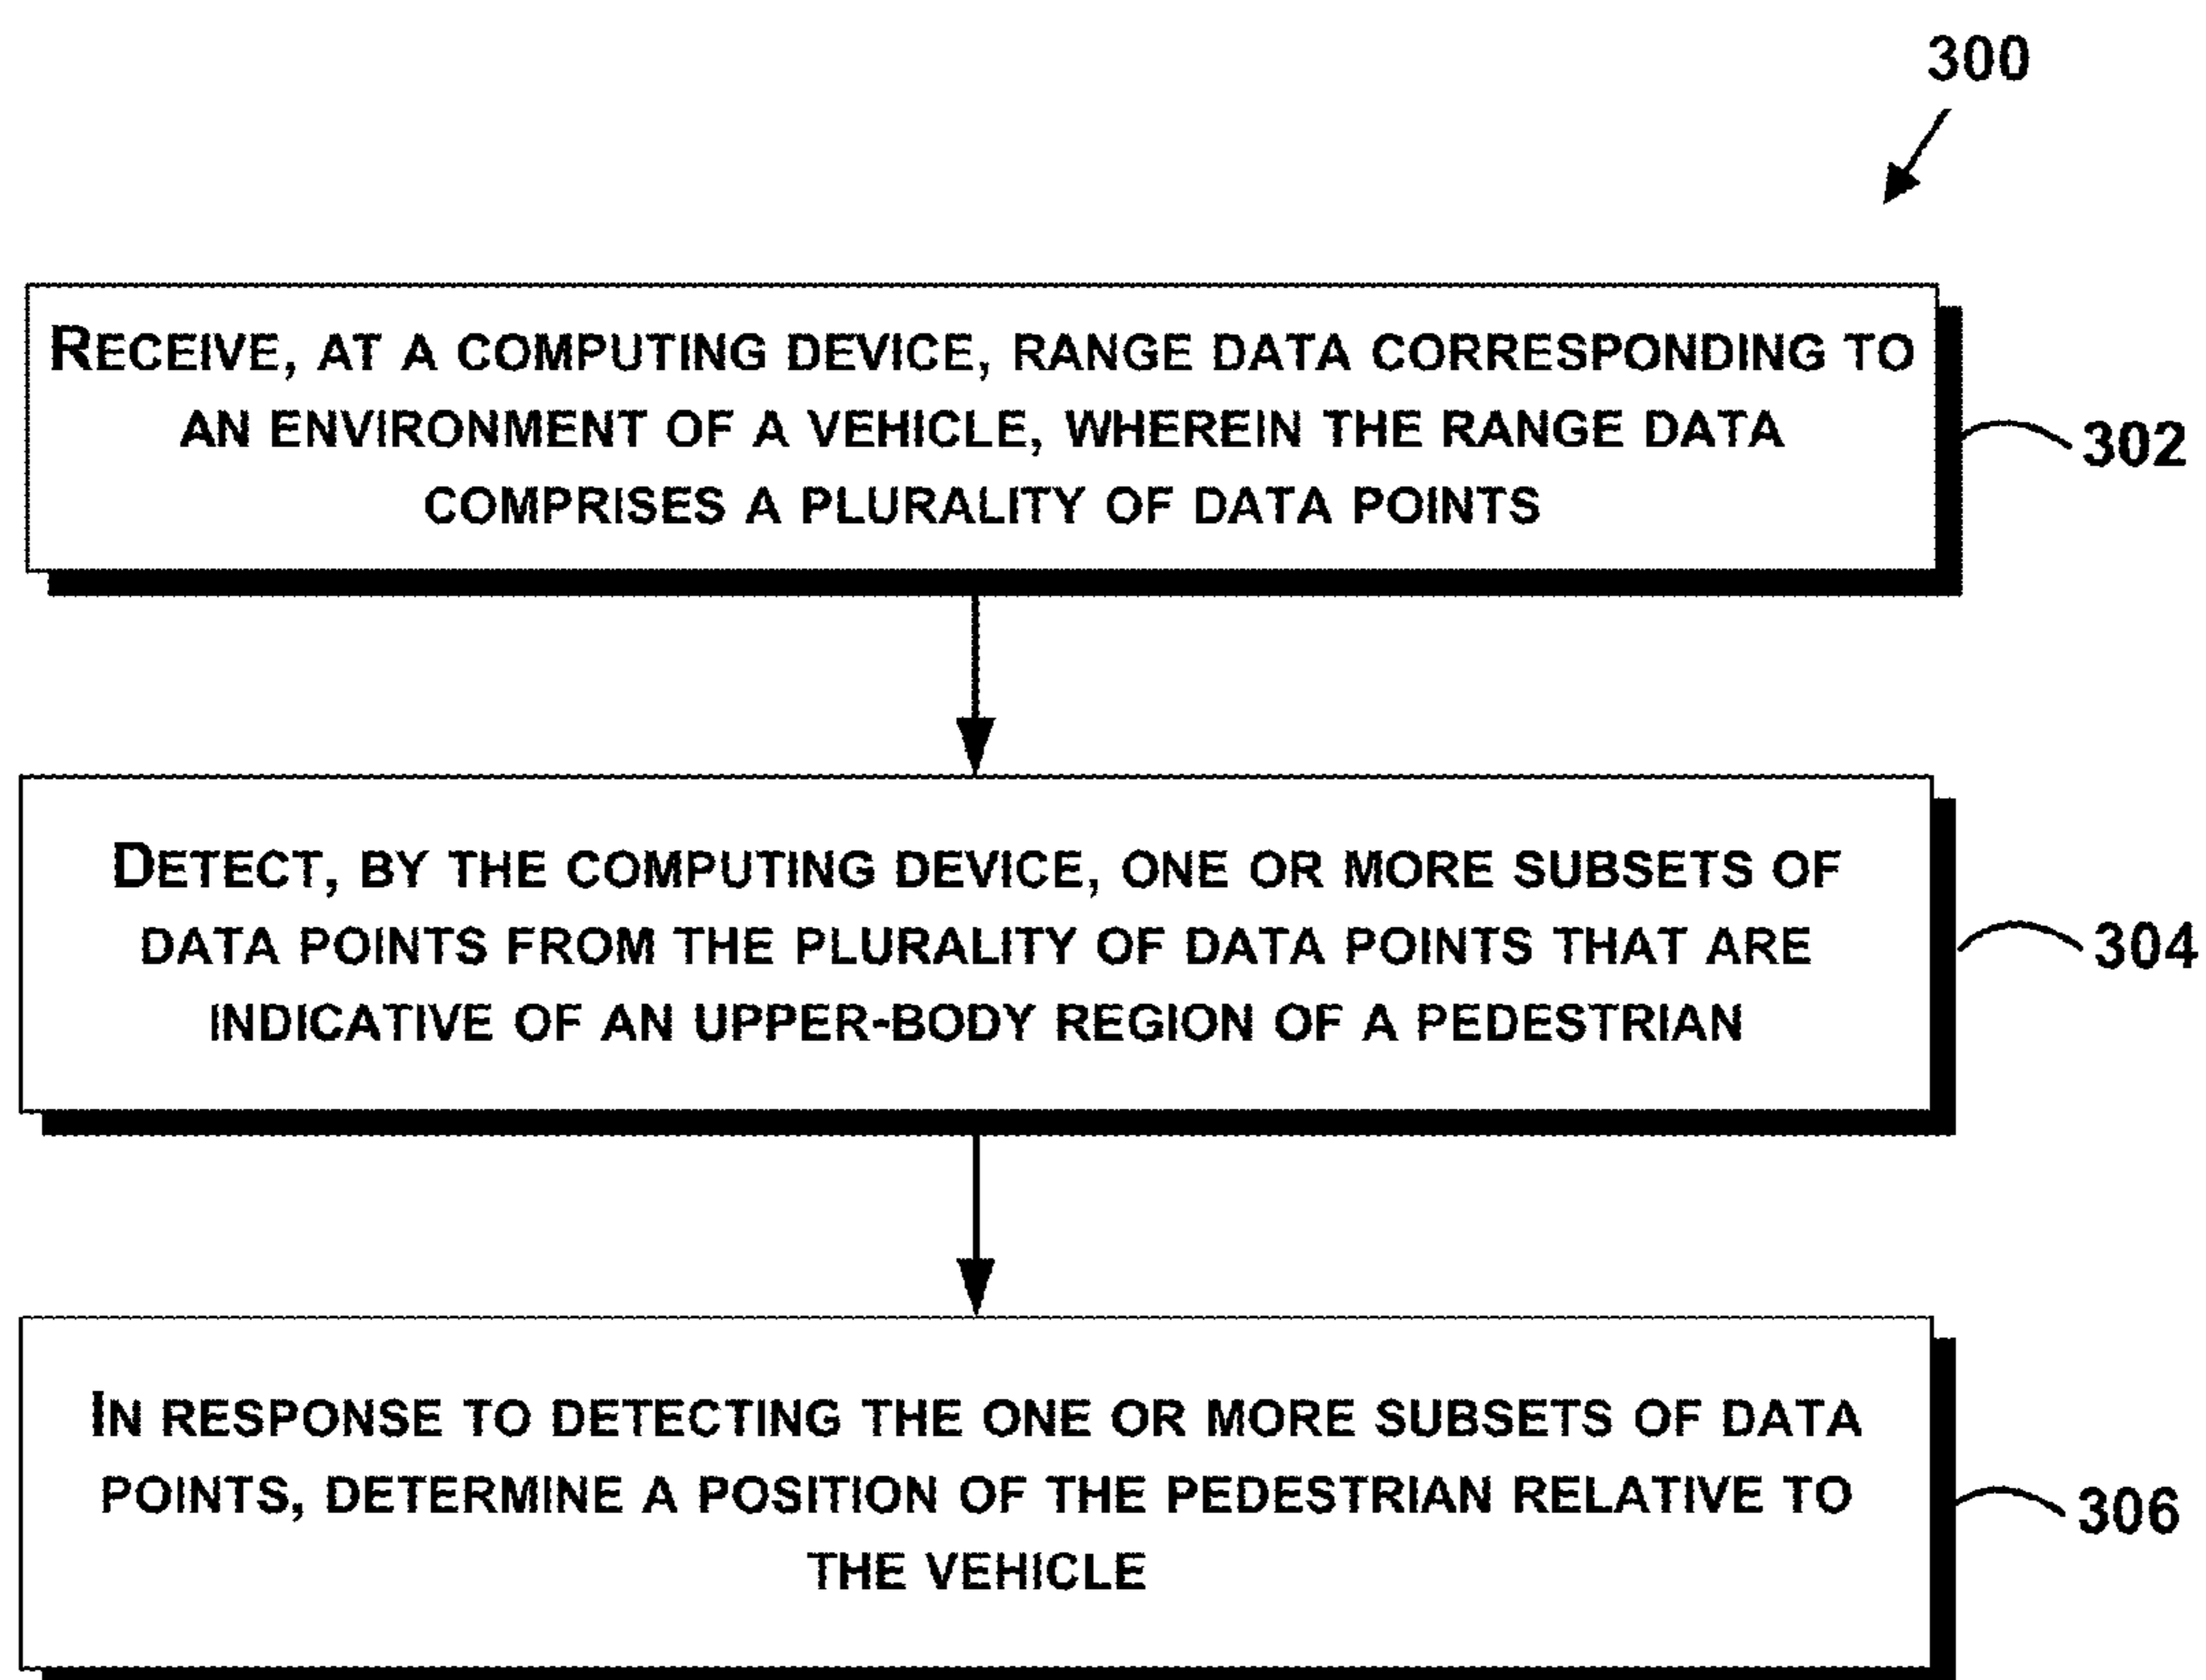 300
RECEIVE, AT A COMPUTING DEVICE, RANGE DATA CORRESPONDING TO
AN ENVIRONMENT OF A VEHICLE, WHEREIN THE RANGE DATA
COMPRISES A PLURALITY OF DATA POINTS
302
DETECT, BY THE COMPUTING DEVICE, ONE OR MORE SUBSETS OF
DATA POINTS FROM THE PLURALITY OF DATA POINTS THAT ARE
INDICATIVE OF AN UPPER-BODY REGION OF A PEDESTRIAN
304
IN RESPONSE TO DETECTING THE ONE OR MORE SUBSETS OF DATA
POINTS, DETERMINE A POSITION OF THE PEDESTRIAN RELATIVE TO
THE VEHICLE
306